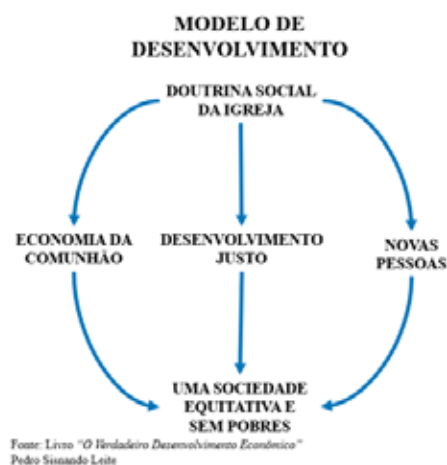 MODELO DE
DESENVOLVIMENTO
DOUTRINA SOCIAL
DA IGREJA
ECONOMIA DA
COMUNHÃO
DESENVOLVIMENTO
JUSTO
NOVAS
PESSOAS
UMA SOCIEDADE
EQUITATIVA E
SEM POBRES
Fonte: Livro "O Verdadeiro Desenvolvimento Econômico"
Pedro Sisnando Leite